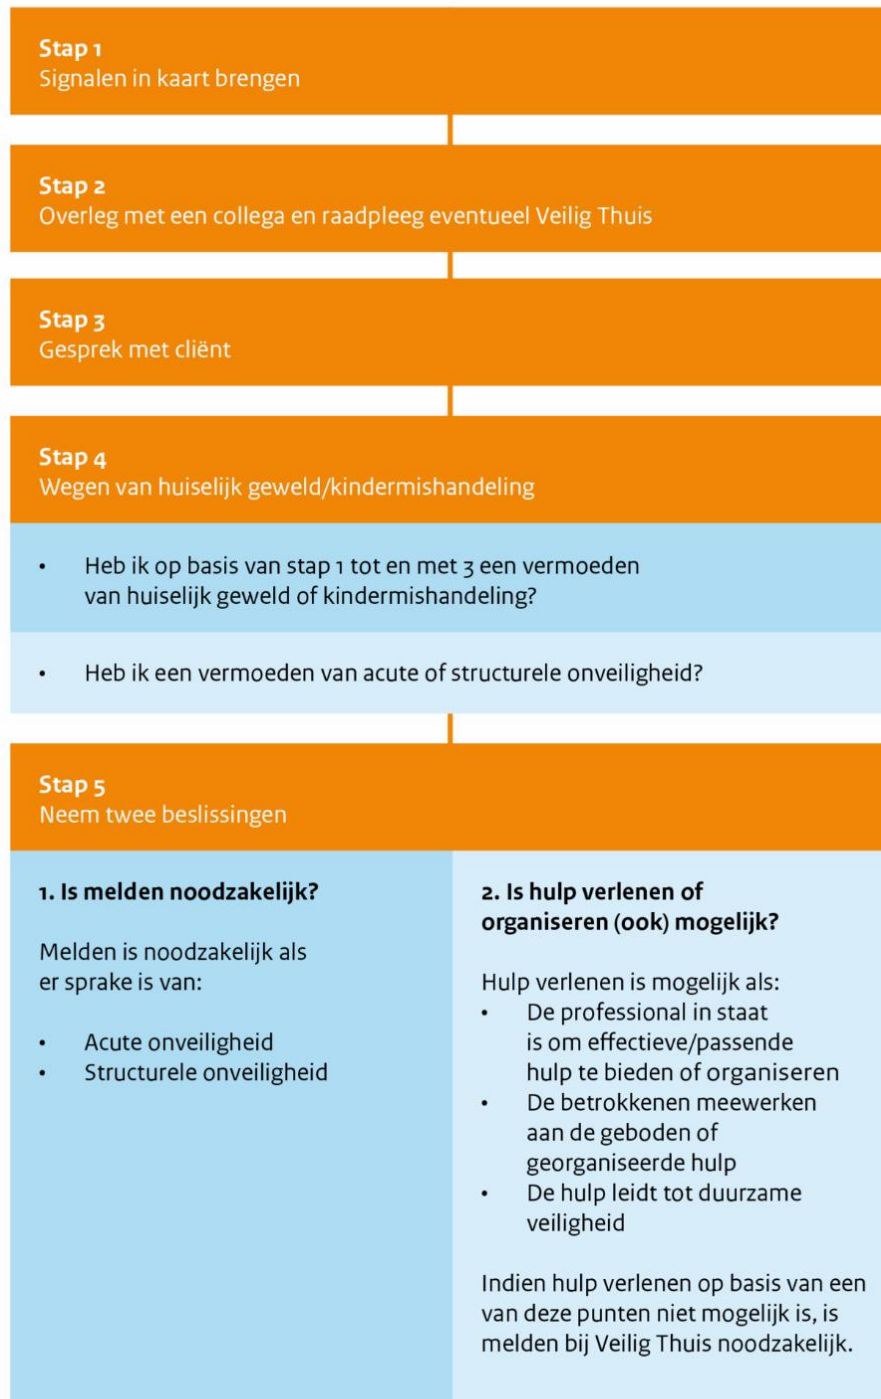 Stap 1
Signalen in kaart brengen
Stap 2
Overleg met een collega en raadpleeg eventueel Veilig Thuis
Stap 3
Gesprek met cliënt
Stap 4
Wegen van huiselijk geweld/kindermishandeling
• Heb ik op basis van stap 1 tot en met 3 een vermoeden
van huiselijk geweld of kindermishandeling?
• Heb ik een vermoeden van acute of structurele onveiligheid?
Stap 5
Neem twee beslissingen
1. Is melden noodzakelijk?
Melden is noodzakelijk als
er sprake is van:
• Acute onveiligheid
• Structurele onveiligheid
2. Is hulp verlenen of
organiseren (ook) mogelijk?
Hulp verlenen is mogelijk als:
• De professional in staat
is om effectieve/passende
hulp te bieden of organiseren
• De betrokkenen meewerken
aan de geboden of
georganiseerde hulp
• De hulp leidt tot duurzame
veiligheid
Indien hulp verlenen op basis van een
van deze punten niet mogelijk is, is
melden bij Veilig Thuis noodzakelijk.